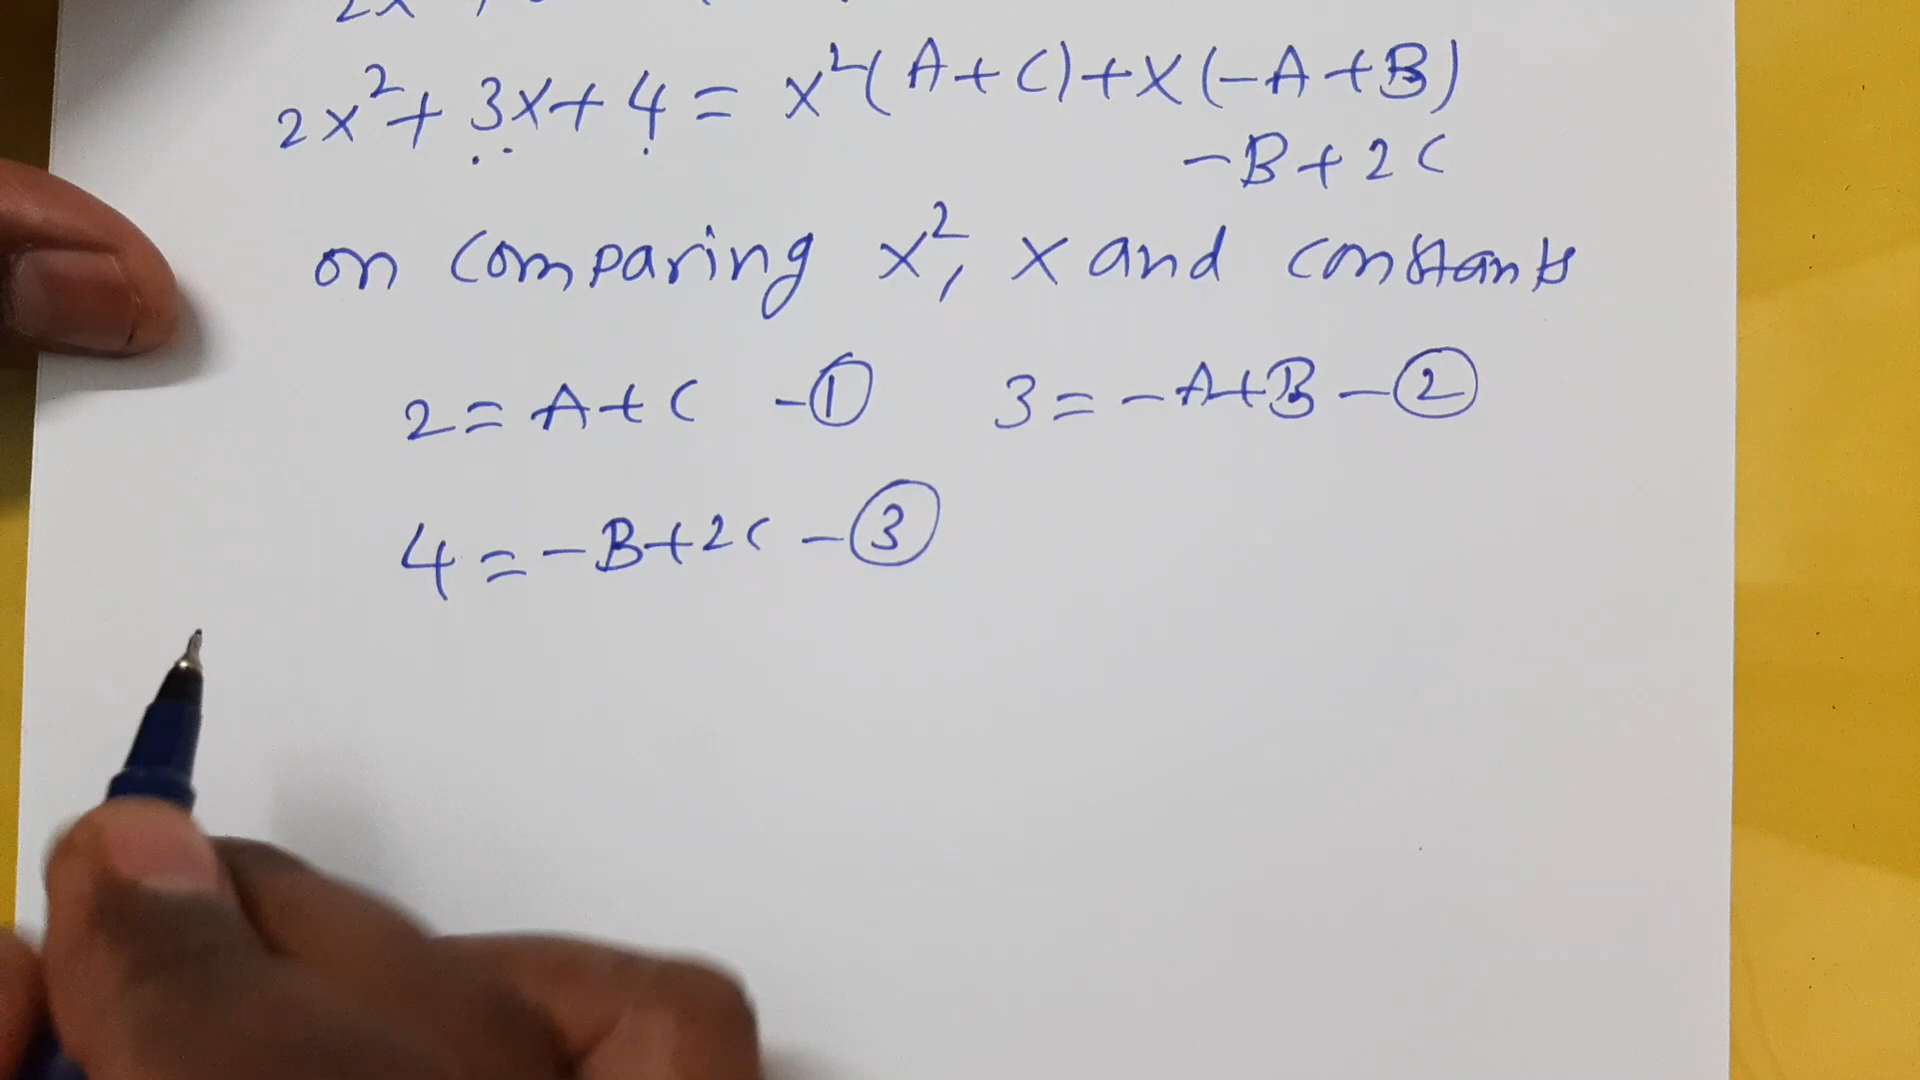 2x² + 3x + 4 = x²(A+C) + x(-A+B)
-B+2C
on comparing x², x and constants
2 = A+C -① 3 = -A+B -②
4 = -B+2C -③